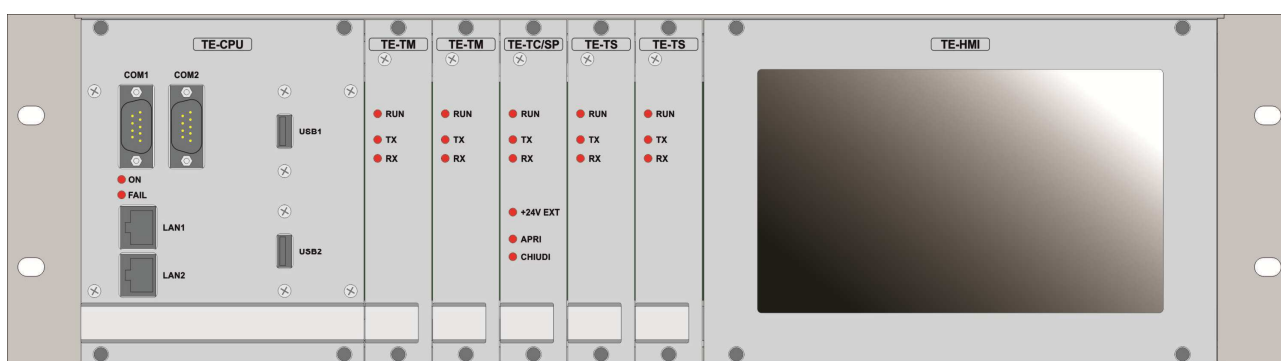 TE-CPU
COM1
COM2
USB1
ON
FAIL
LAN1
USB2
LAN2
TE-TM
RUN
TX
RX
TE-TM
RUN
TX
RX
TE-TC/SP
RUN
TX
RX
+24V EXT
APRI
CHIUDI
TE-TS
RUN
TX
RX
TE-TS
RUN
TX
RX
TE-HMI